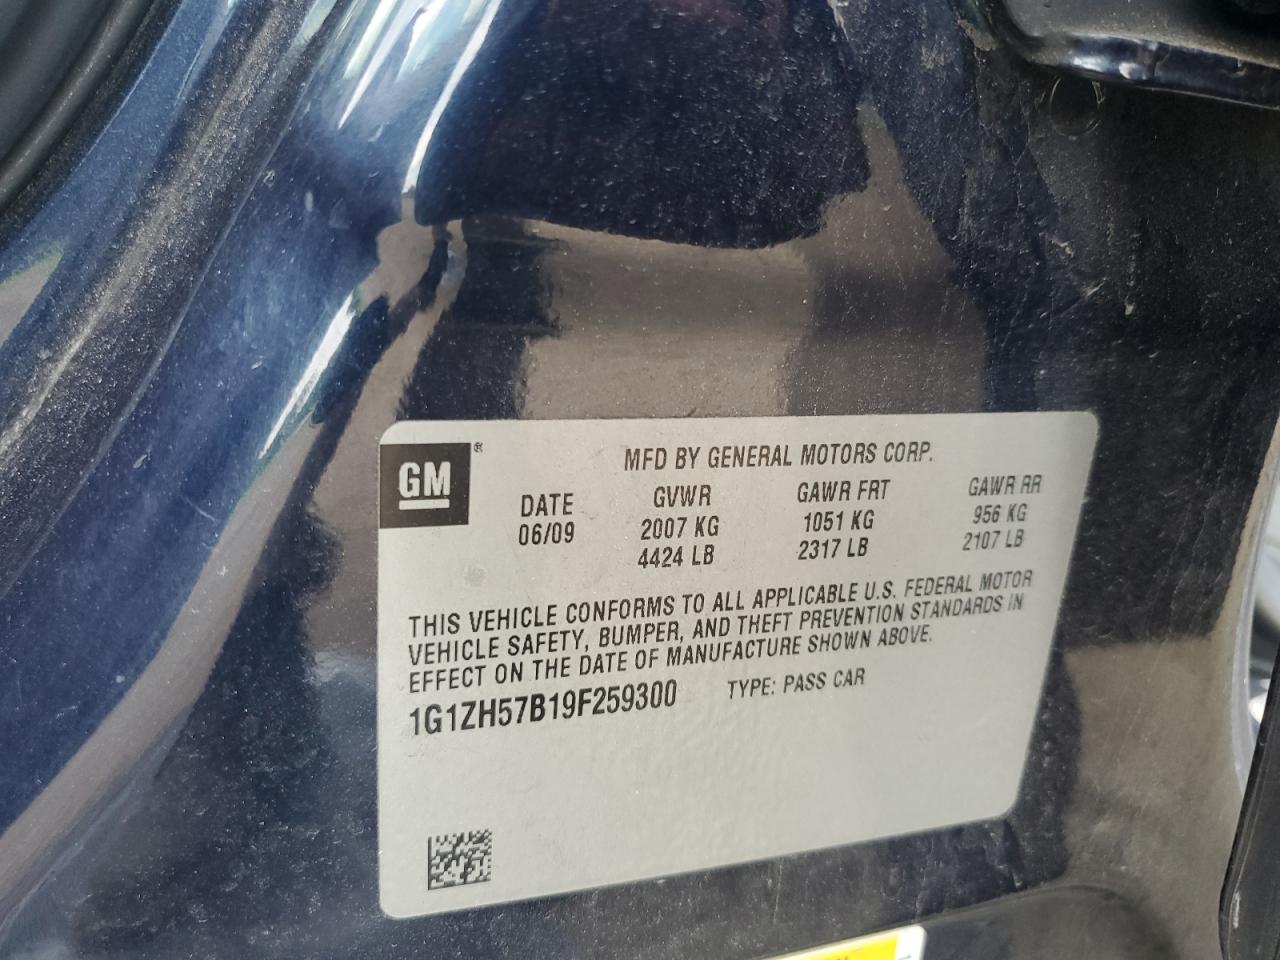 GM®
MFD BY GENERAL MOTORS CORP.
DATE GVWR GAWR FRT GAWR RR
06/09 2007 KG 1051 KG 956 KG
4424 LB 2317 LB 2107 LB
THIS VEHICLE CONFORMS TO ALL APPLICABLE U.S. FEDERAL MOTOR
VEHICLE SAFETY, BUMPER, AND THEFT PREVENTION STANDARDS IN
EFFECT ON THE DATE OF MANUFACTURE SHOWN ABOVE.
1G1ZH57B19F259300 TYPE: PASS CAR